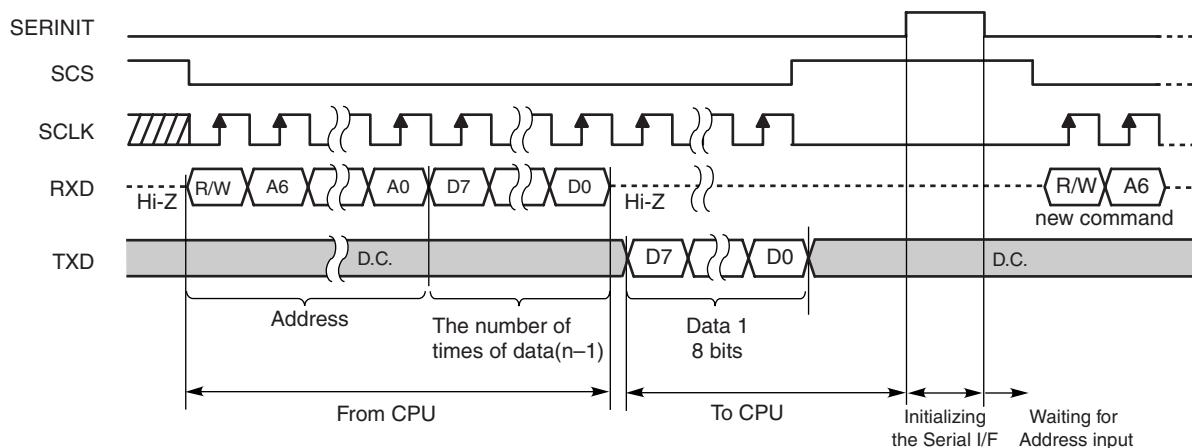 SERINIT
SCS
SCLK
RXD
Hi-Z
R/W
A6
A0
D7
D0
Hi-Z
R/W
A6
new command
TXD
D.C.
D7
D0
D.C.
Address
The number of
times of data(n–1)
Data 1
8 bits
From CPU
To CPU
Initializing
the Serial I/F
Waiting for
Address input